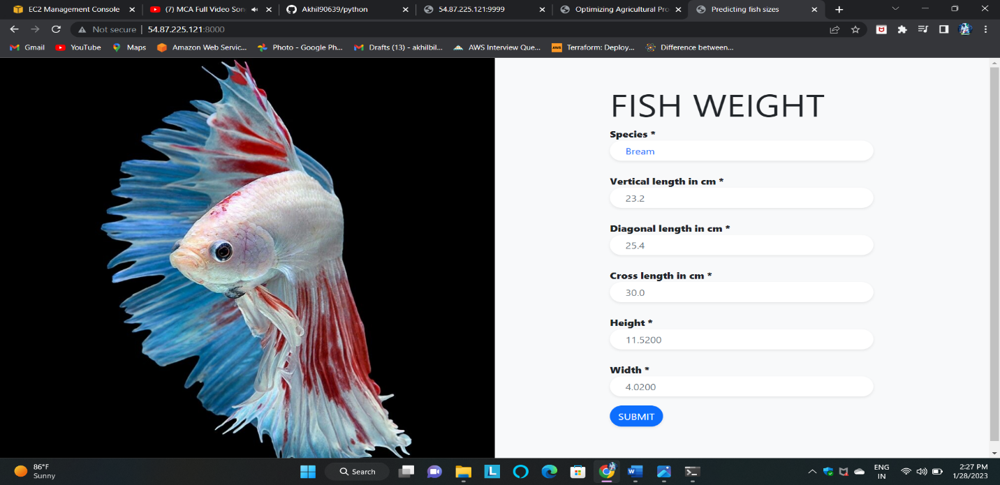 EC2 Management Console
(7) MCA Full Video Son
Akhil90639/python
54.87.225.121:9999
Optimizing Agricultural Pro
Predicting fish sizes
Not secure | 54.87.225.121:8000
Gmail
YouTube
Maps
Amazon Web Servic...
Photo - Google Ph...
Drafts (13) - akhilbil...
AWS Interview Que...
aws
Terraform: Deploy...
Difference between...
FISH WEIGHT
Species *
Bream
Vertical length in cm *
23.2
Diagonal length in cm *
25.4
Cross length in cm *
30.0
Height *
11.5200
Width *
4.0200
SUBMIT
86°F
Sunny
Search
L
W
ENG
IN
2:27 PM
1/28/2023